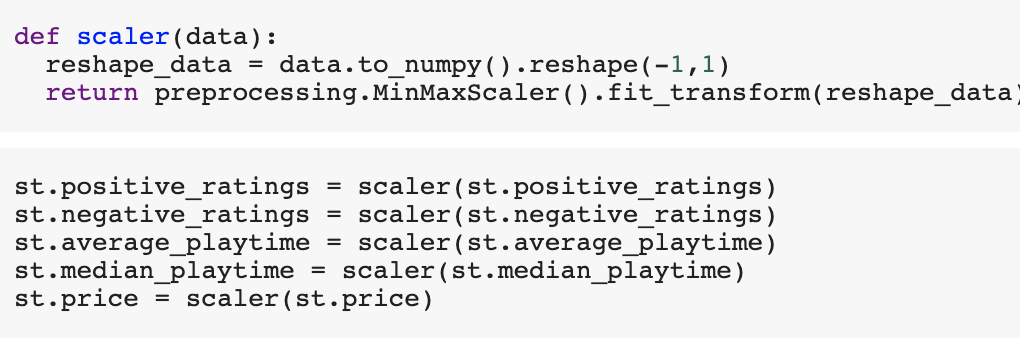 def scaler(data):
  reshape_data = data.to_numpy().reshape(-1,1)
  return preprocessing.MinMaxScaler().fit_transform(reshape_data)
st.positive_ratings = scaler(st.positive_ratings)
st.negative_ratings = scaler(st.negative_ratings)
st.average_playtime = scaler(st.average_playtime)
st.median_playtime = scaler(st.median_playtime)
st.price = scaler(st.price)